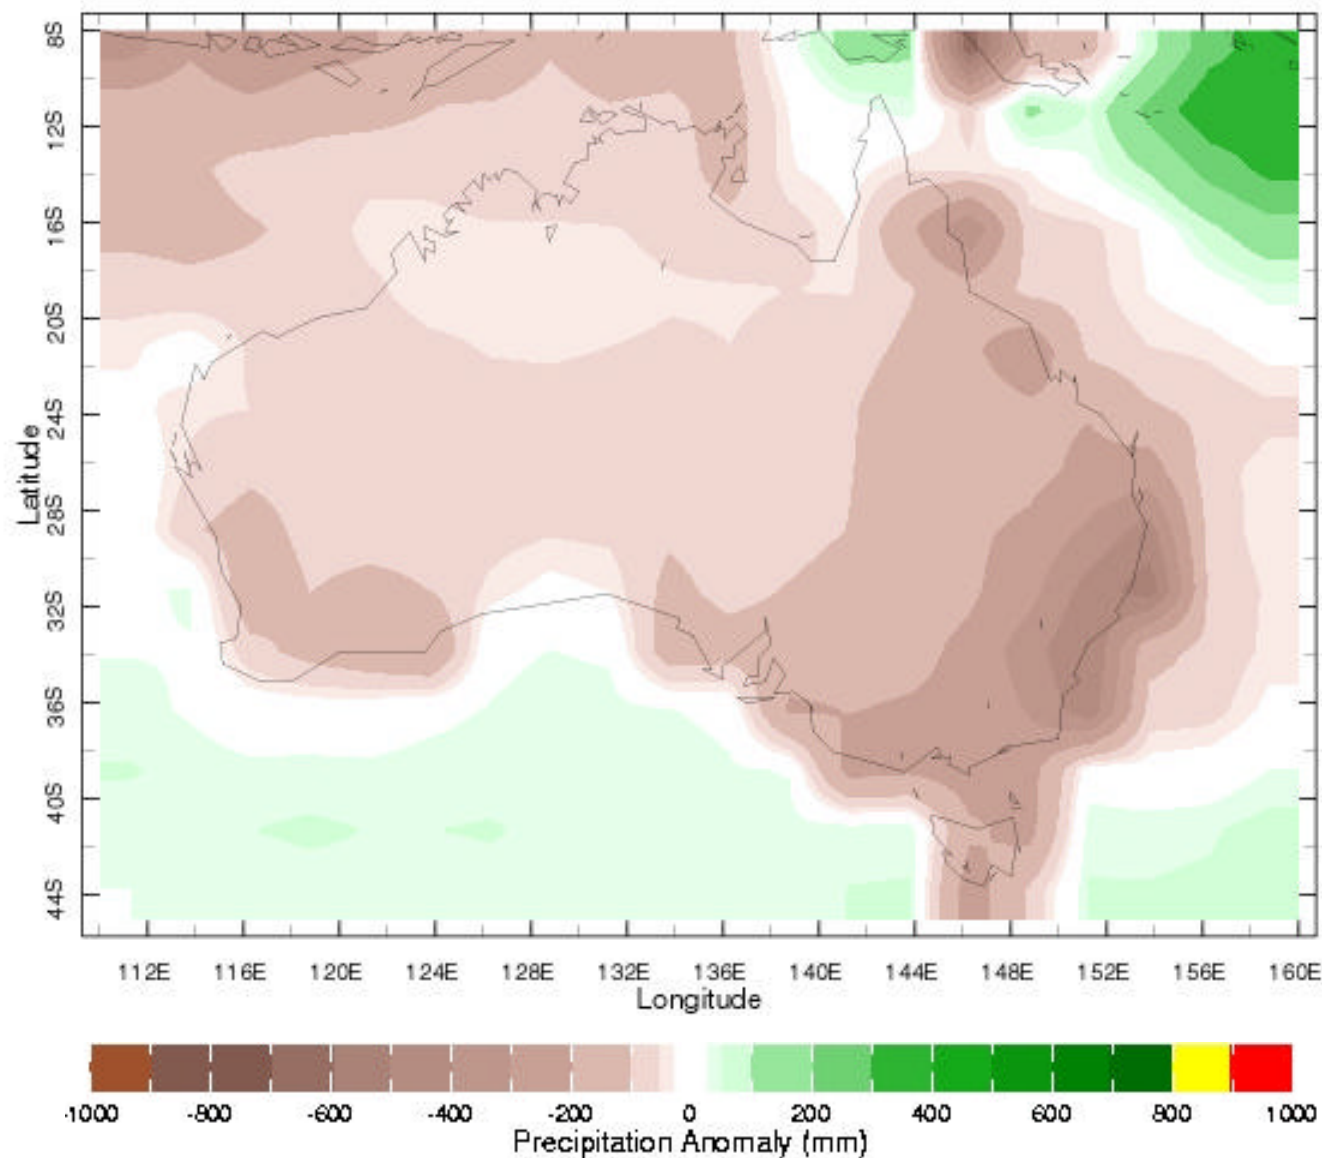 8S
12S
16S
20S
24S
28S
32S
36S
40S
44S
Latitude
112E 116E 120E 124E 128E 132E 136E 140E 144E 148E 152E 156E 160E
Longitude
-1000 -800 -600 -400 -200 0 200 400 600 800 1000
Precipitation Anomaly (mm)